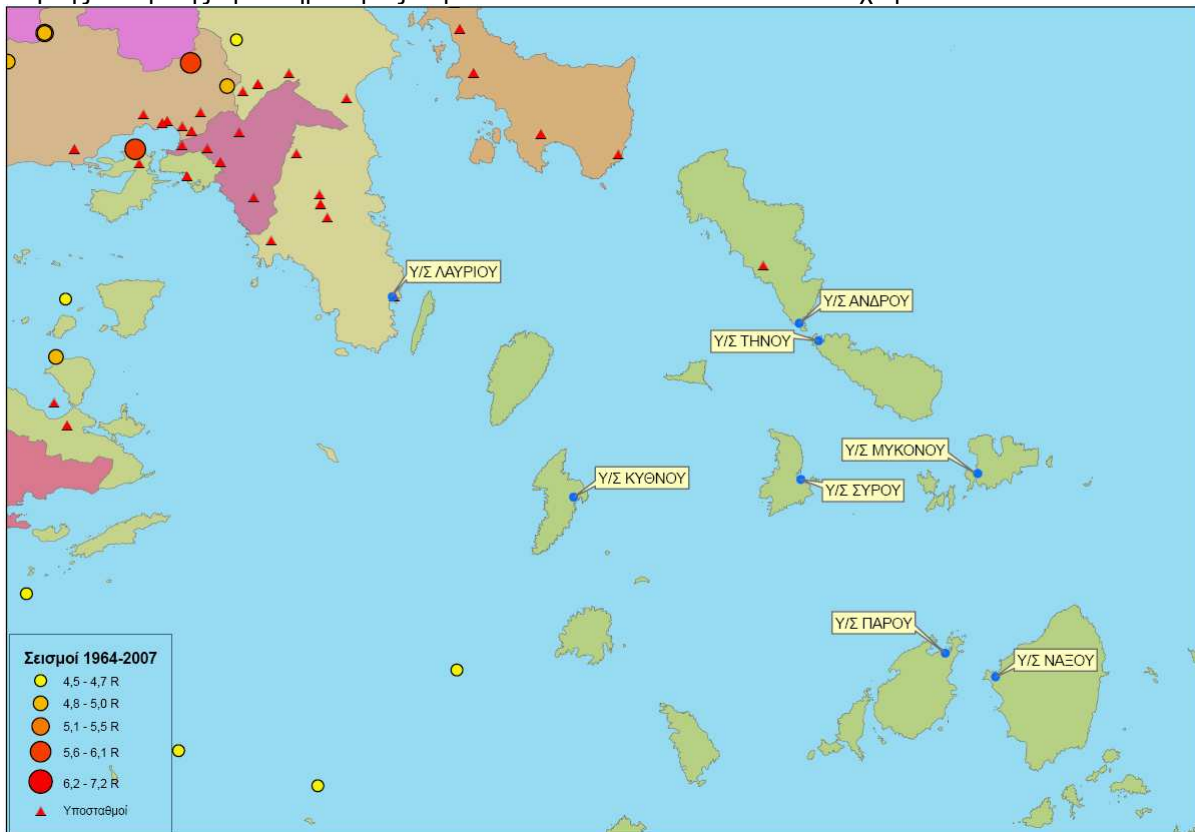 Υ/Σ ΛΑΥΡΙΟΥ
Υ/Σ ΑΝΔΡΟΥ
Υ/Σ ΤΗΝΟΥ
Υ/Σ ΜΥΚΟΝΟΥ
Υ/Σ ΚΥΘΝΟΥ
Υ/Σ ΣΥΡΟΥ
Υ/Σ ΠΑΡΟΥ
Υ/Σ ΝΑΞΟΥ
Σεισμοί 1964-2007
4,5 - 4,7 R
4,8 - 5,0 R
5,1 - 5,5 R
5,6 - 6,1 R
6,2 - 7,2 R
Υποσταθμοί